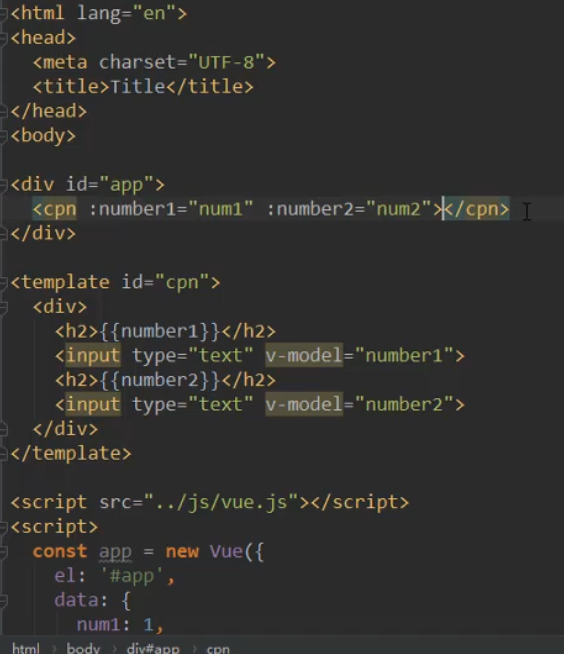 <html lang="en">
<head>
<meta charset="UTF-8">
<title>Title</title>
</head>
<body>
<div id="app">
<cpn :number1="num1" :number2="num2"></cpn>
</div>
<template id="cpn">
<div>
<h2>{{number1}}</h2>
<input type="text" v-model="number1">
<h2>{{number2}}</h2>
<input type="text" v-model="number2">
</div>
</template>
<script src="../js/vue.js"></script>
<script>
const app = new Vue({
el: '#app',
data: {
num1: 1,
html › body › div#app › cpn